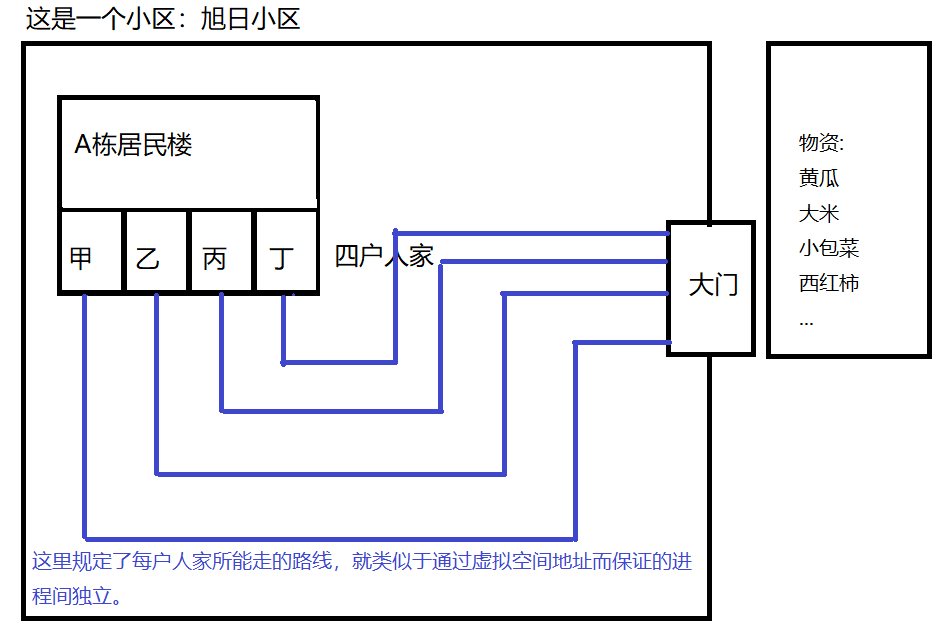 这是一个小区：旭日小区
A栋居民楼
甲 乙 丙 丁 四户人家
大门
物资:
黄瓜
大米
小包菜
西红柿
...
这里规定了每户人家所能走的路线，就类似于通过虚拟空间地址而保证的进
程间独立。